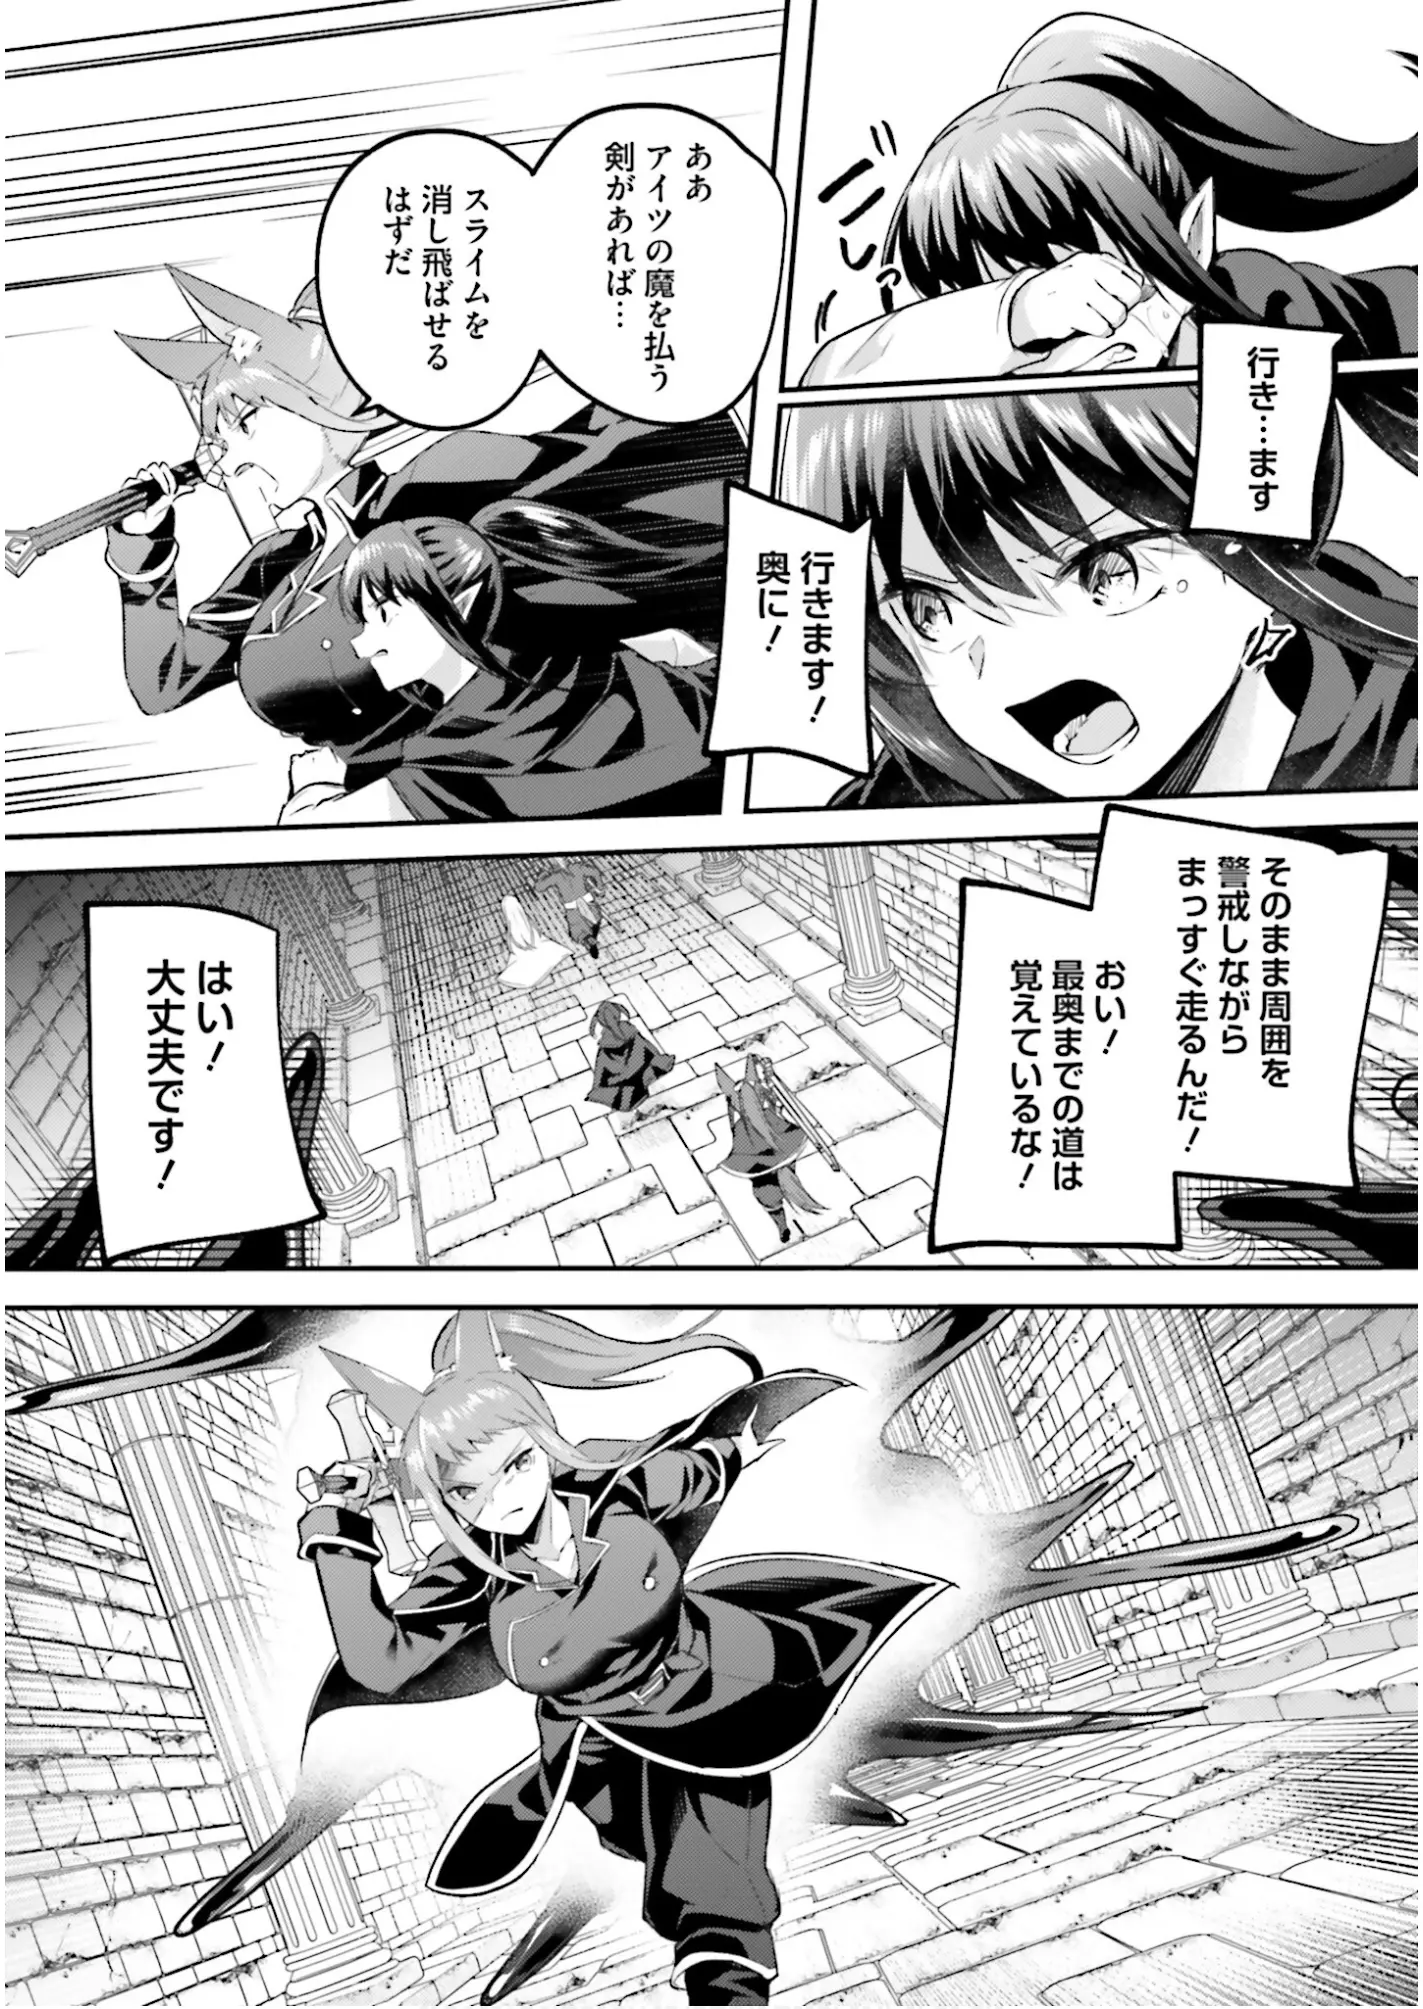 ゴシ
ゴシッ
行き…ます
行きます！
奥に！
ああ
アイツの魔を払う
剣があれば…
スライムを
消し飛ばせる
はずだ
そのまま周囲を
警戒しながら
まっすぐ走るんだ！
おい！
最奥までの道は
覚えているな！
はい！
大丈夫です！